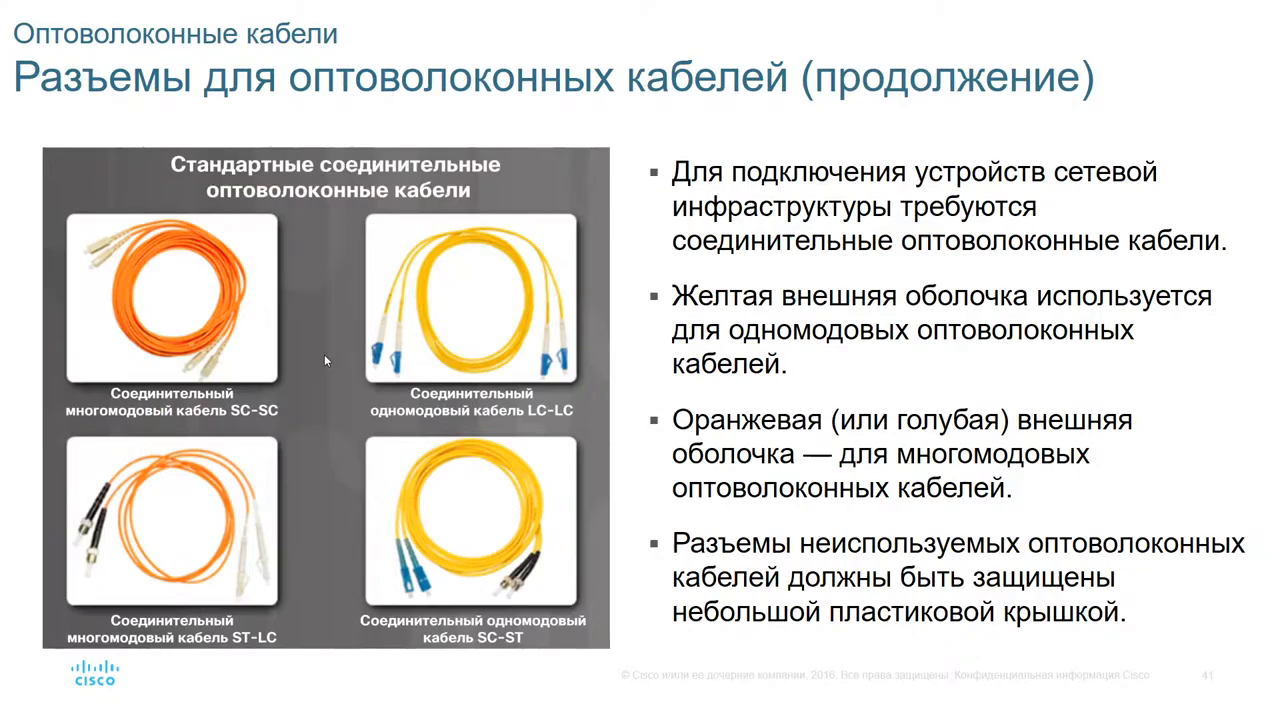 Оптоволоконные кабели
Разъемы для оптоволоконных кабелей (продолжение)
Стандартные соединительные
оптоволоконные кабели
Соединительный
многомодовый кабель SC-SC
Соединительный
одномодовый кабель LC-LC
Соединительный
многомодовый кабель ST-LC
Соединительный одномодовый
кабель SC-ST
Для подключения устройств сетевой
инфраструктуры требуются
соединительные оптоволоконные кабели.
Желтая внешняя оболочка используется
для одномодовых оптоволоконных
кабелей.
Оранжевая (или голубая) внешняя
оболочка — для многомодовых
оптоволоконных кабелей.
Разъемы неиспользуемых оптоволоконных
кабелей должны быть защищены
небольшой пластиковой крышкой.
CISCO
© Cisco и/или ее дочерние компании, 2016. Все права защищены. Конфиденциальная информация Cisco
41